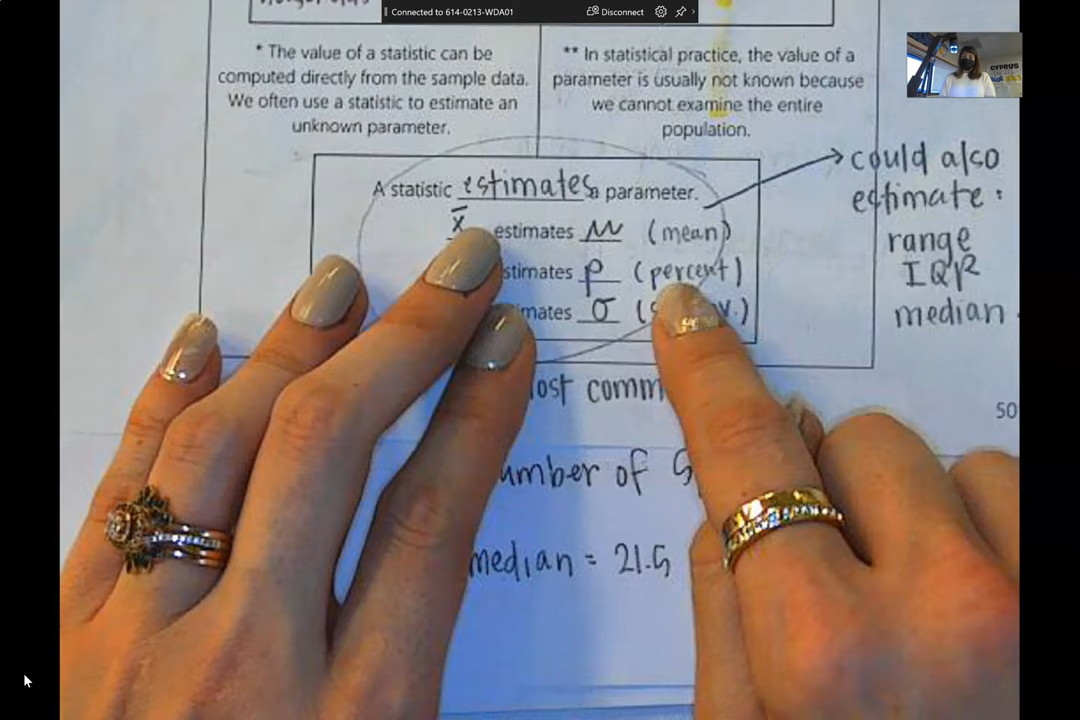 Connected to 614-0213-WDA01
Disconnect
* The value of a statistic can be
computed directly from the sample data.
We often use a statistic to estimate an
unknown parameter.
** In statistical practice, the value of a
parameter is usually not known because
we cannot examine the entire
population.
A statistic estimates a parameter.
x̄ estimates μ (mean)
stimates p (percent)
mates σ (
could also
estimate:
range
IQR
median
ost comm
50
umber of 5
median = 21.5
CYPRUS